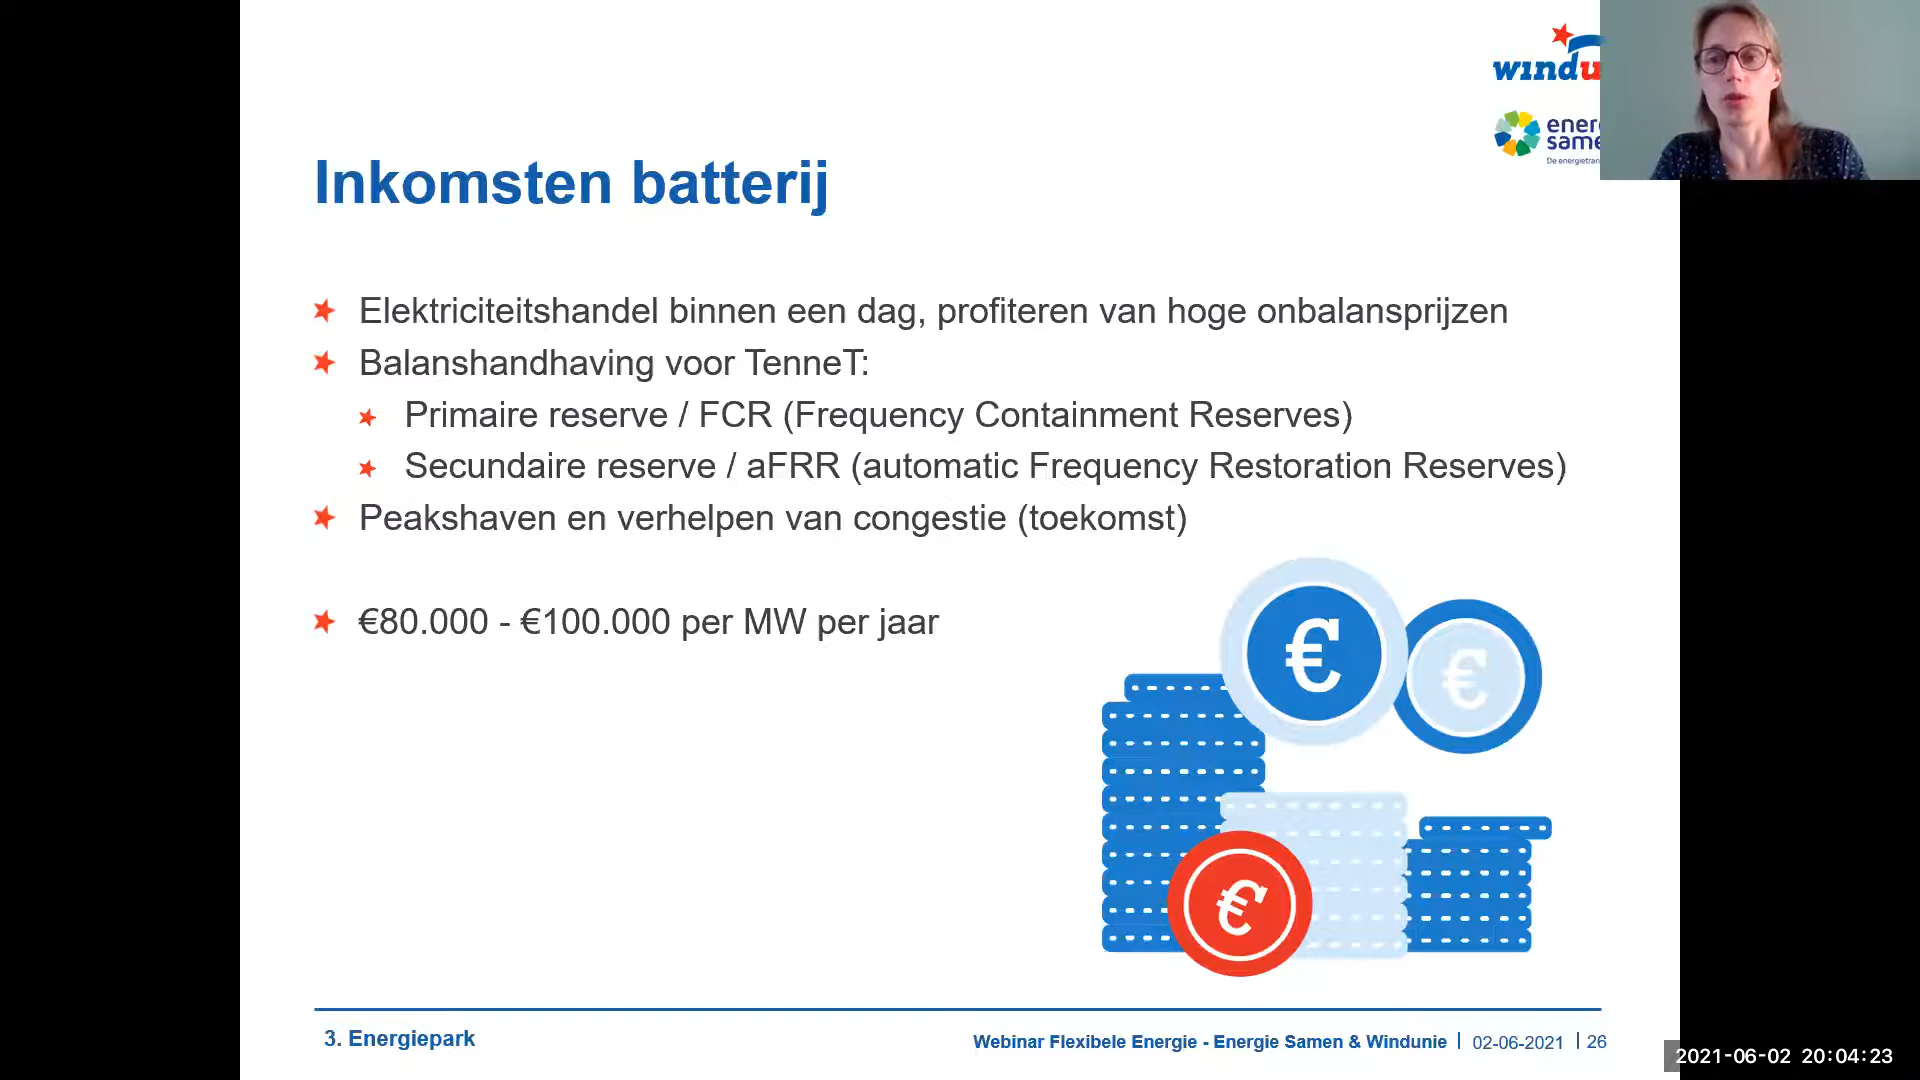 Inkomsten batterij
Elektriciteitshandel binnen een dag, profiteren van hoge onbalansprijzen
Balanshandhaving voor TenneT:
Primaire reserve / FCR (Frequency Containment Reserves)
Secundaire reserve / aFRR (automatic Frequency Restoration Reserves)
Peakshaven en verhelpen van congestie (toekomst)
€80.000 - €100.000 per MW per jaar
€
€
€
3. Energiepark
Webinar Flexibele Energie - Energie Samen & Windunie | 02-06-2021 | 26
2021-06-02 20:04:23